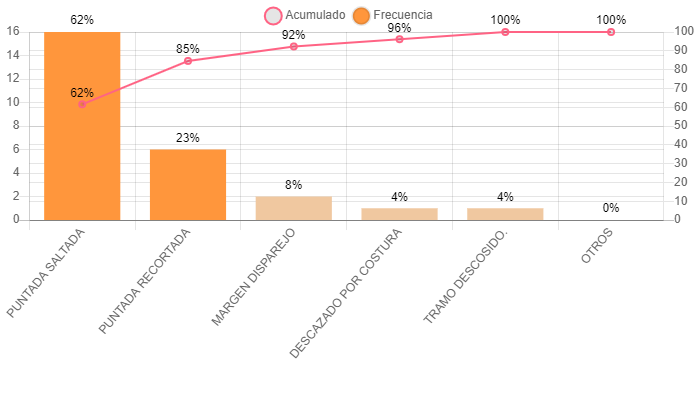 Acumulado Frecuencia
62% 85% 92% 96% 100% 100%
62% 23% 8% 4% 4% 0%
16
14
12
10
8
6
4
2
0
100
90
80
70
60
50
40
30
20
10
0
PUNTADA SALTADA
PUNTADA RECORTADA
MARGEN DISPAREJO
DESCAZADO POR COSTURA
TRAMO DESCOSIDO.
OTROS